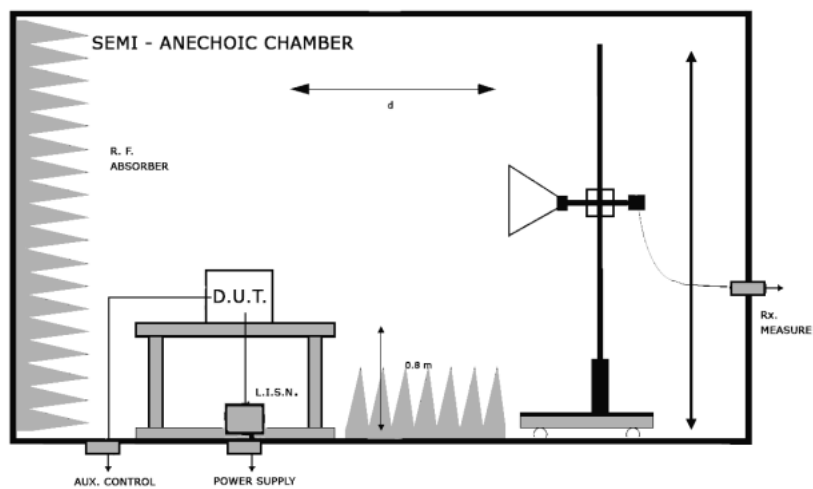 SEMI - ANECHOIC CHAMBER
d
R. F.
ABSORBER
D.U.T.
0.8 m
L.I.S.N.
Rx.
MEASURE
AUX. CONTROL
POWER SUPPLY